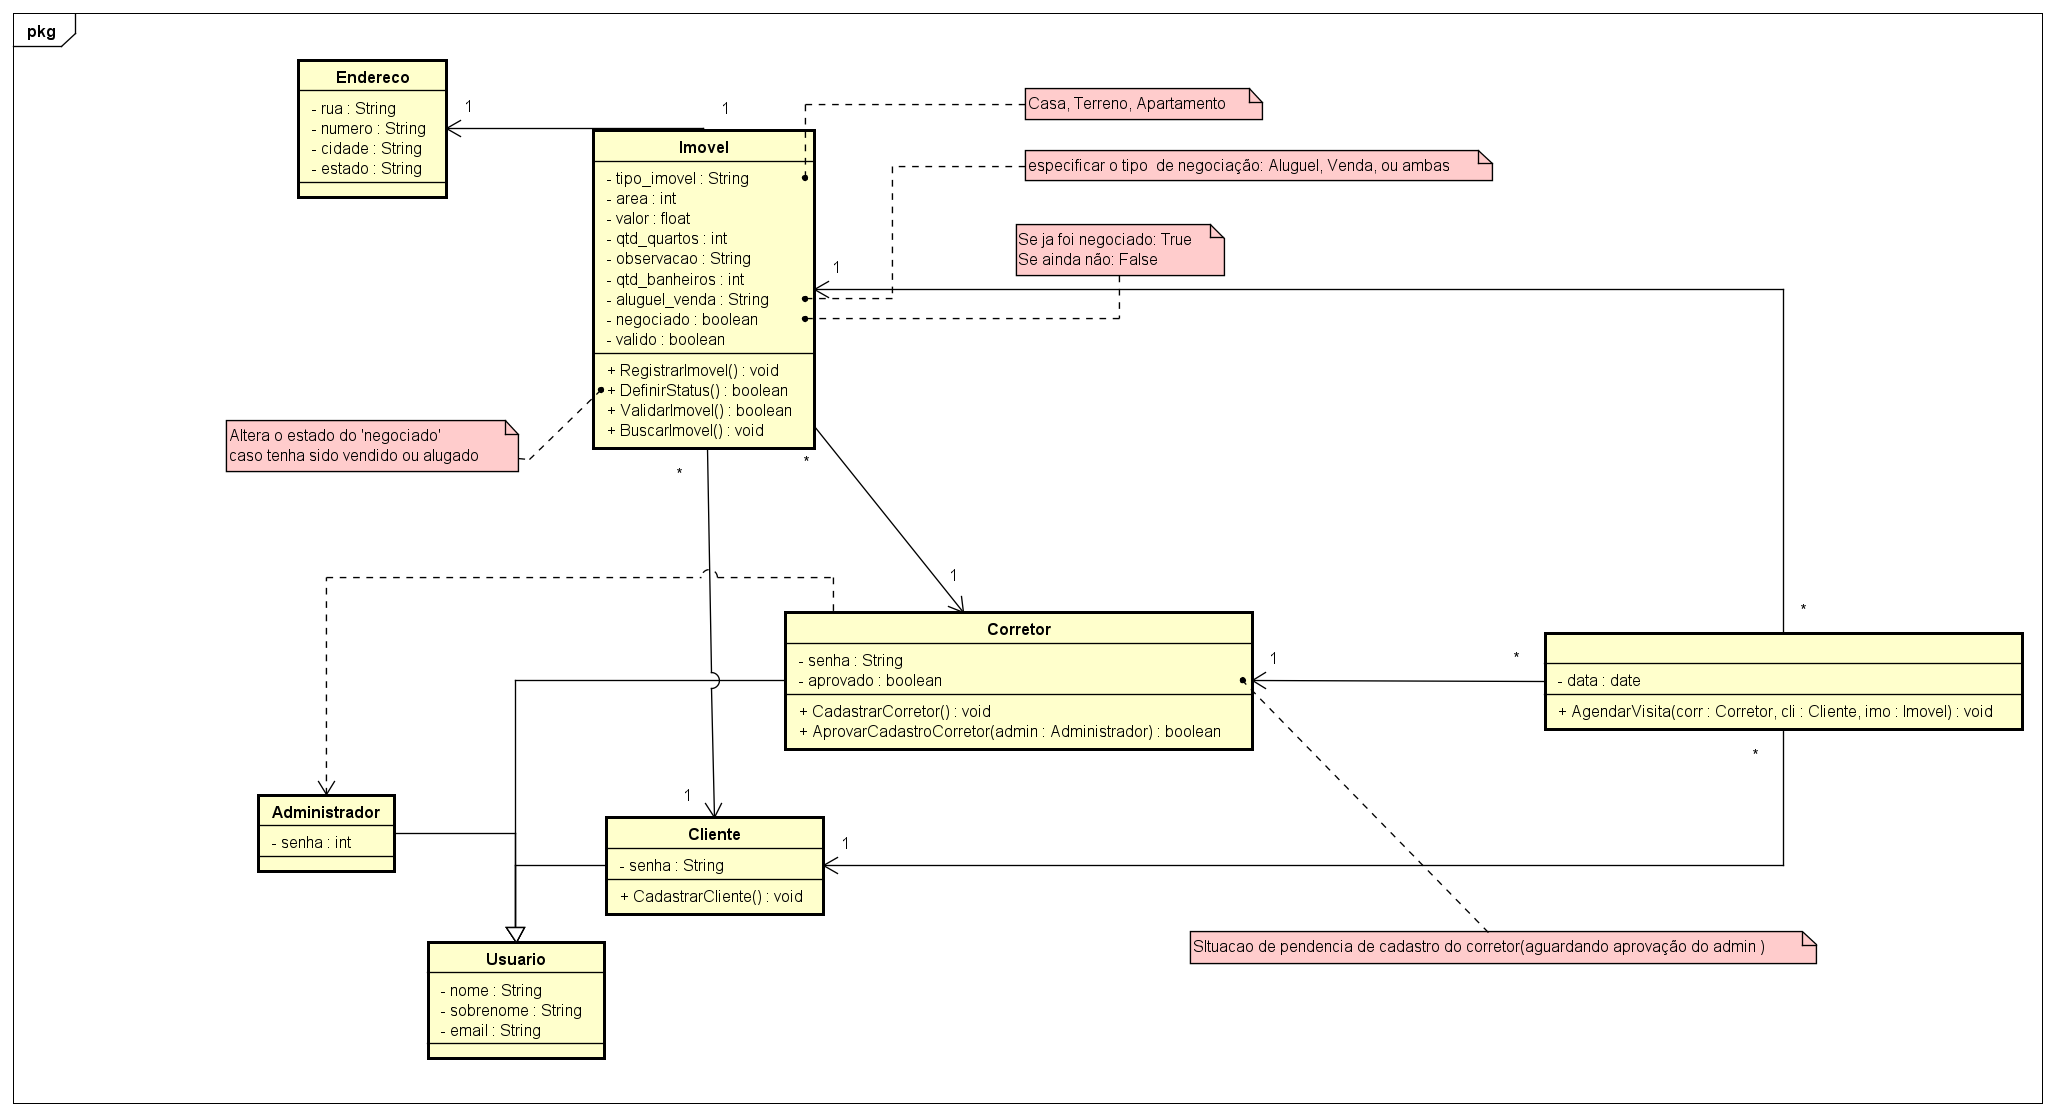 pkg
Endereco
- rua : String
- numero : String
- cidade : String
- estado : String
1
1
Imovel
- tipo_imovel : String
- area : int
- valor : float
- qtd_quartos : int
- observacao : String
- qtd_banheiros : int
- aluguel_venda : String
- negociado : boolean
- valido : boolean
+ RegistrarImovel() : void
+ DefinirStatus() : boolean
+ ValidarImovel() : boolean
+ BuscarImovel() : void
Casa, Terreno, Apartamento
especificar o tipo de negociação: Aluguel, Venda, ou ambas
Se ja foi negociado: True
Se ainda não: False
1
Altera o estado do 'negociado'
caso tenha sido vendido ou alugado
*
*
1
Corretor
- senha : String
- aprovado : boolean
+ CadastrarCorretor() : void
+ AprovarCadastroCorretor(admin : Administrador) : boolean
1
*
*
- data : date
+ AgendarVisita(corr : Corretor, cli : Cliente, imo : Imovel) : void
*
Administrador
- senha : int
1
Cliente
- senha : String
+ CadastrarCliente() : void
1
SItuacao de pendencia de cadastro do corretor(aguardando aprovação do admin )
Usuario
- nome : String
- sobrenome : String
- email : String